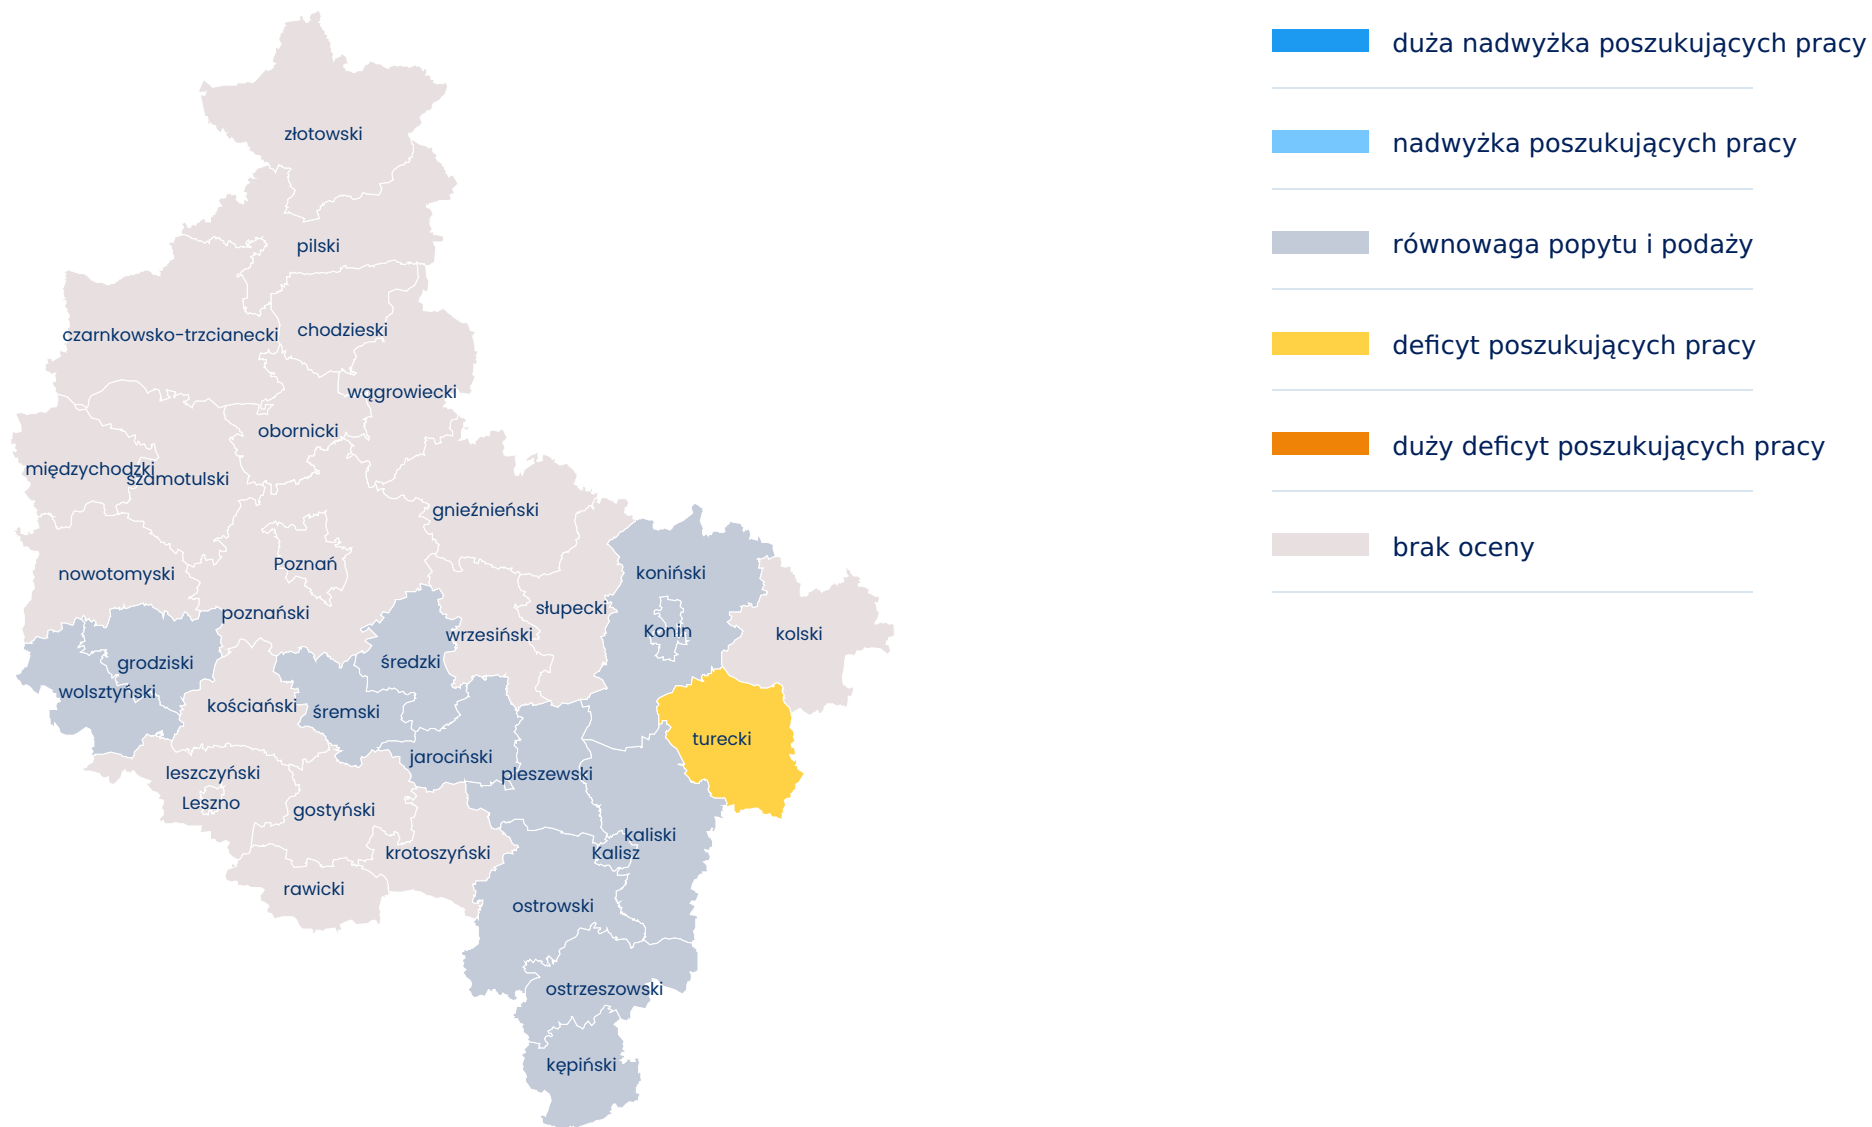 duża nadwyżka poszukujących pracy
nadwyżka poszukujących pracy
równowaga popytu i podaży
deficyt poszukujących pracy
duży deficyt poszukujących pracy
brak oceny
złotowski
pilski
czarnkowsko-trzcianecki
chodzieski
wągrowiecki
obornicki
międzychodzki
szamotulski
gnieźnieński
Poznań
nowotomyski
koniński
poznański
słupecki
Konin
wrzesiński
kolski
grodziski
średzki
wolsztyński
kościański
śremski
turecki
jarociński
leszczyński
pleszewski
Leszno
gostyński
kaliski
krotoszyński
Kalisz
rawicki
ostrowski
ostrzeszowski
kępiński